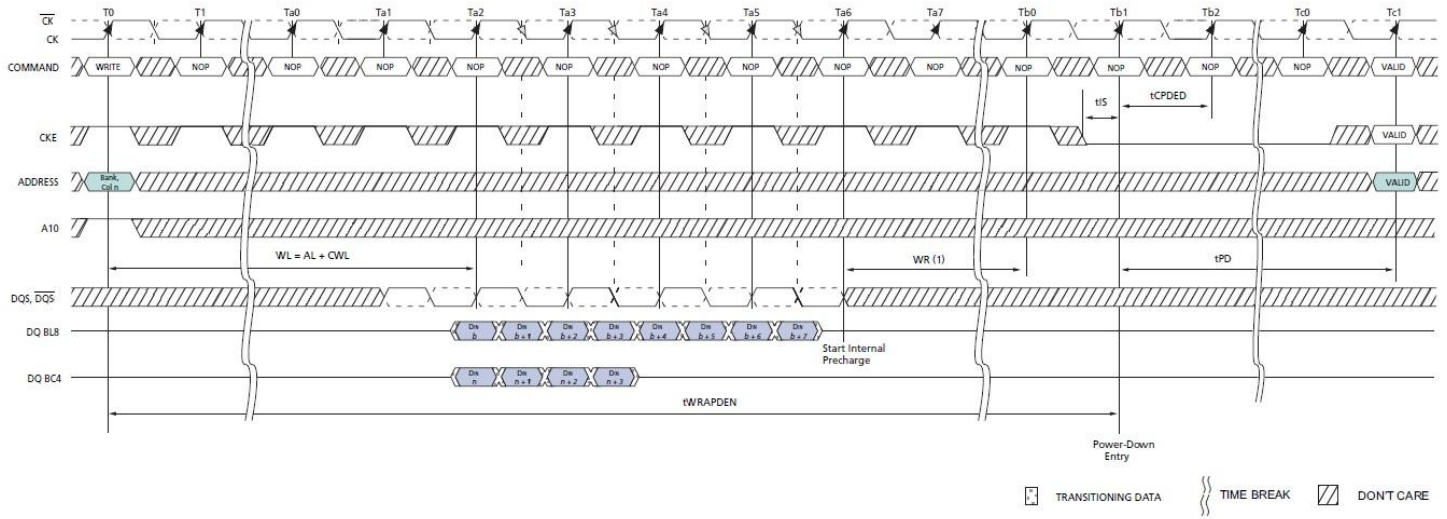 T0 T1 Ta0 Ta1 Ta2 Ta3 Ta4 Ta5 Ta6 Ta7 Tb0 Tb1 Tb2 Tc0 Tc1
CK
CK
COMMAND WRITE NOP NOP NOP NOP NOP NOP NOP NOP NOP NOP NOP NOP NOP VALID
tIS tCPDED
CKE VALID
ADDRESS Bank, Col n VALID
A10
WL = AL + CWL WR (1) tPD
DQS, DQS
DQ BL8 DIN b DIN b+1 DIN b+2 DIN b+3 DIN b+4 DIN b+5 DIN b+6 DIN b+7
Start Internal
Precharge
DQ BC4 DIN n DIN n+1 DIN n+2 DIN n+3
tWRAPDEN
Power-Down
Entry
TRANSITIONING DATA TIME BREAK DON'T CARE